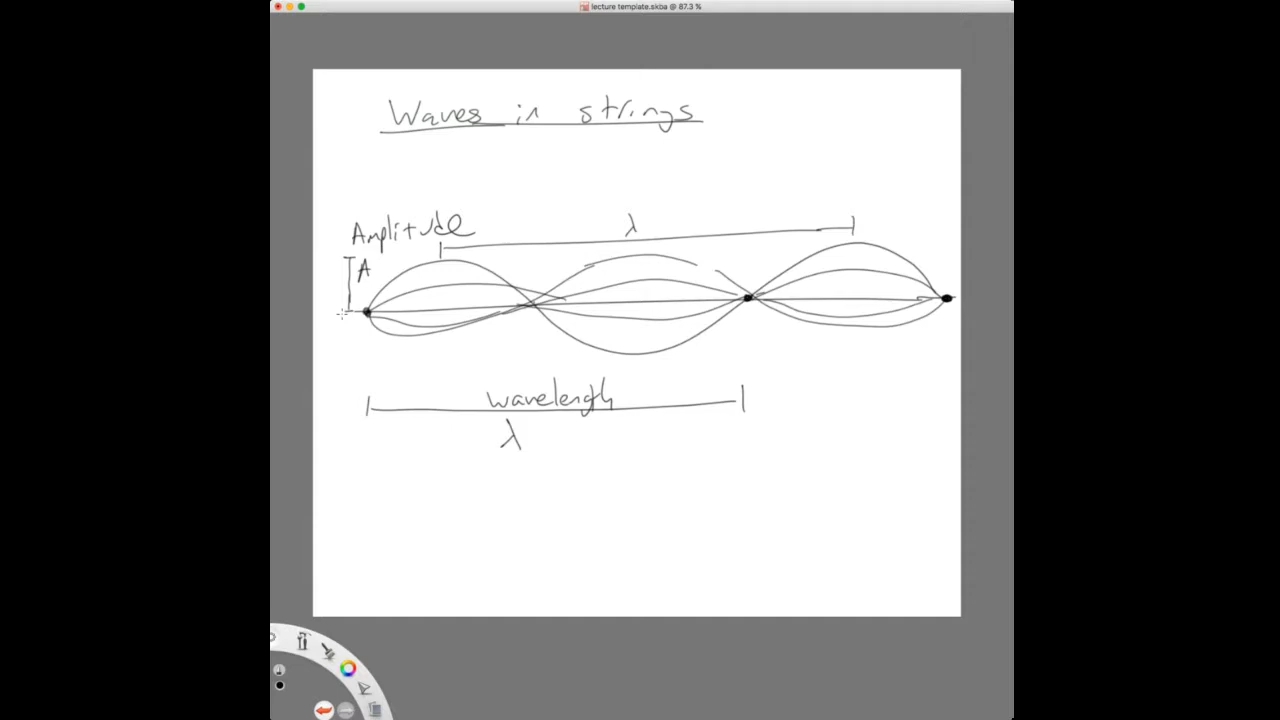 lecture template.skba @ 87.3 %
Waves in strings
Amplitude
λ
A
wavelength
λ